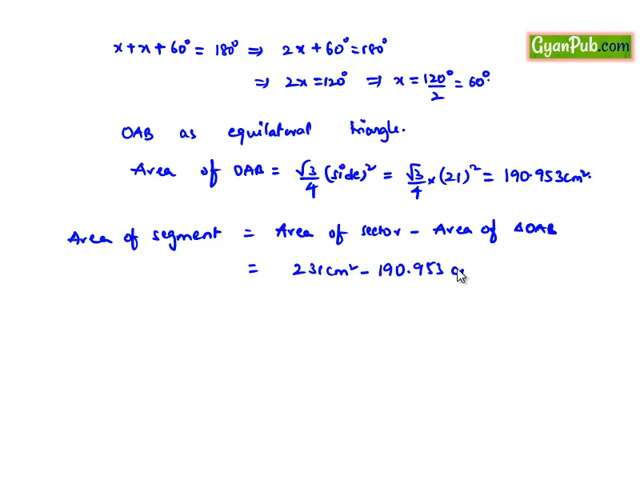 x+x+60°= 180° ⇒ 2x+60°=180°
GyanPub.com
⇒ 2x=120° ⇒ x=120°/2=60°
OAB as equilateral triangle.
Area of OAB = √3/4 (side)² = √3/4 × (21)² = 190.953cm².
Area of segment = Area of sector - Area of ΔOAB
= 231cm² - 190.953 c